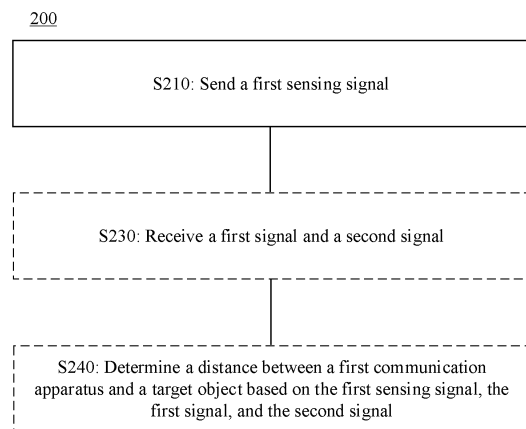 200
S210: Send a first sensing signal
S230: Receive a first signal and a second signal
S240: Determine a distance between a first communication
apparatus and a target object based on the first sensing signal, the
first signal, and the second signal